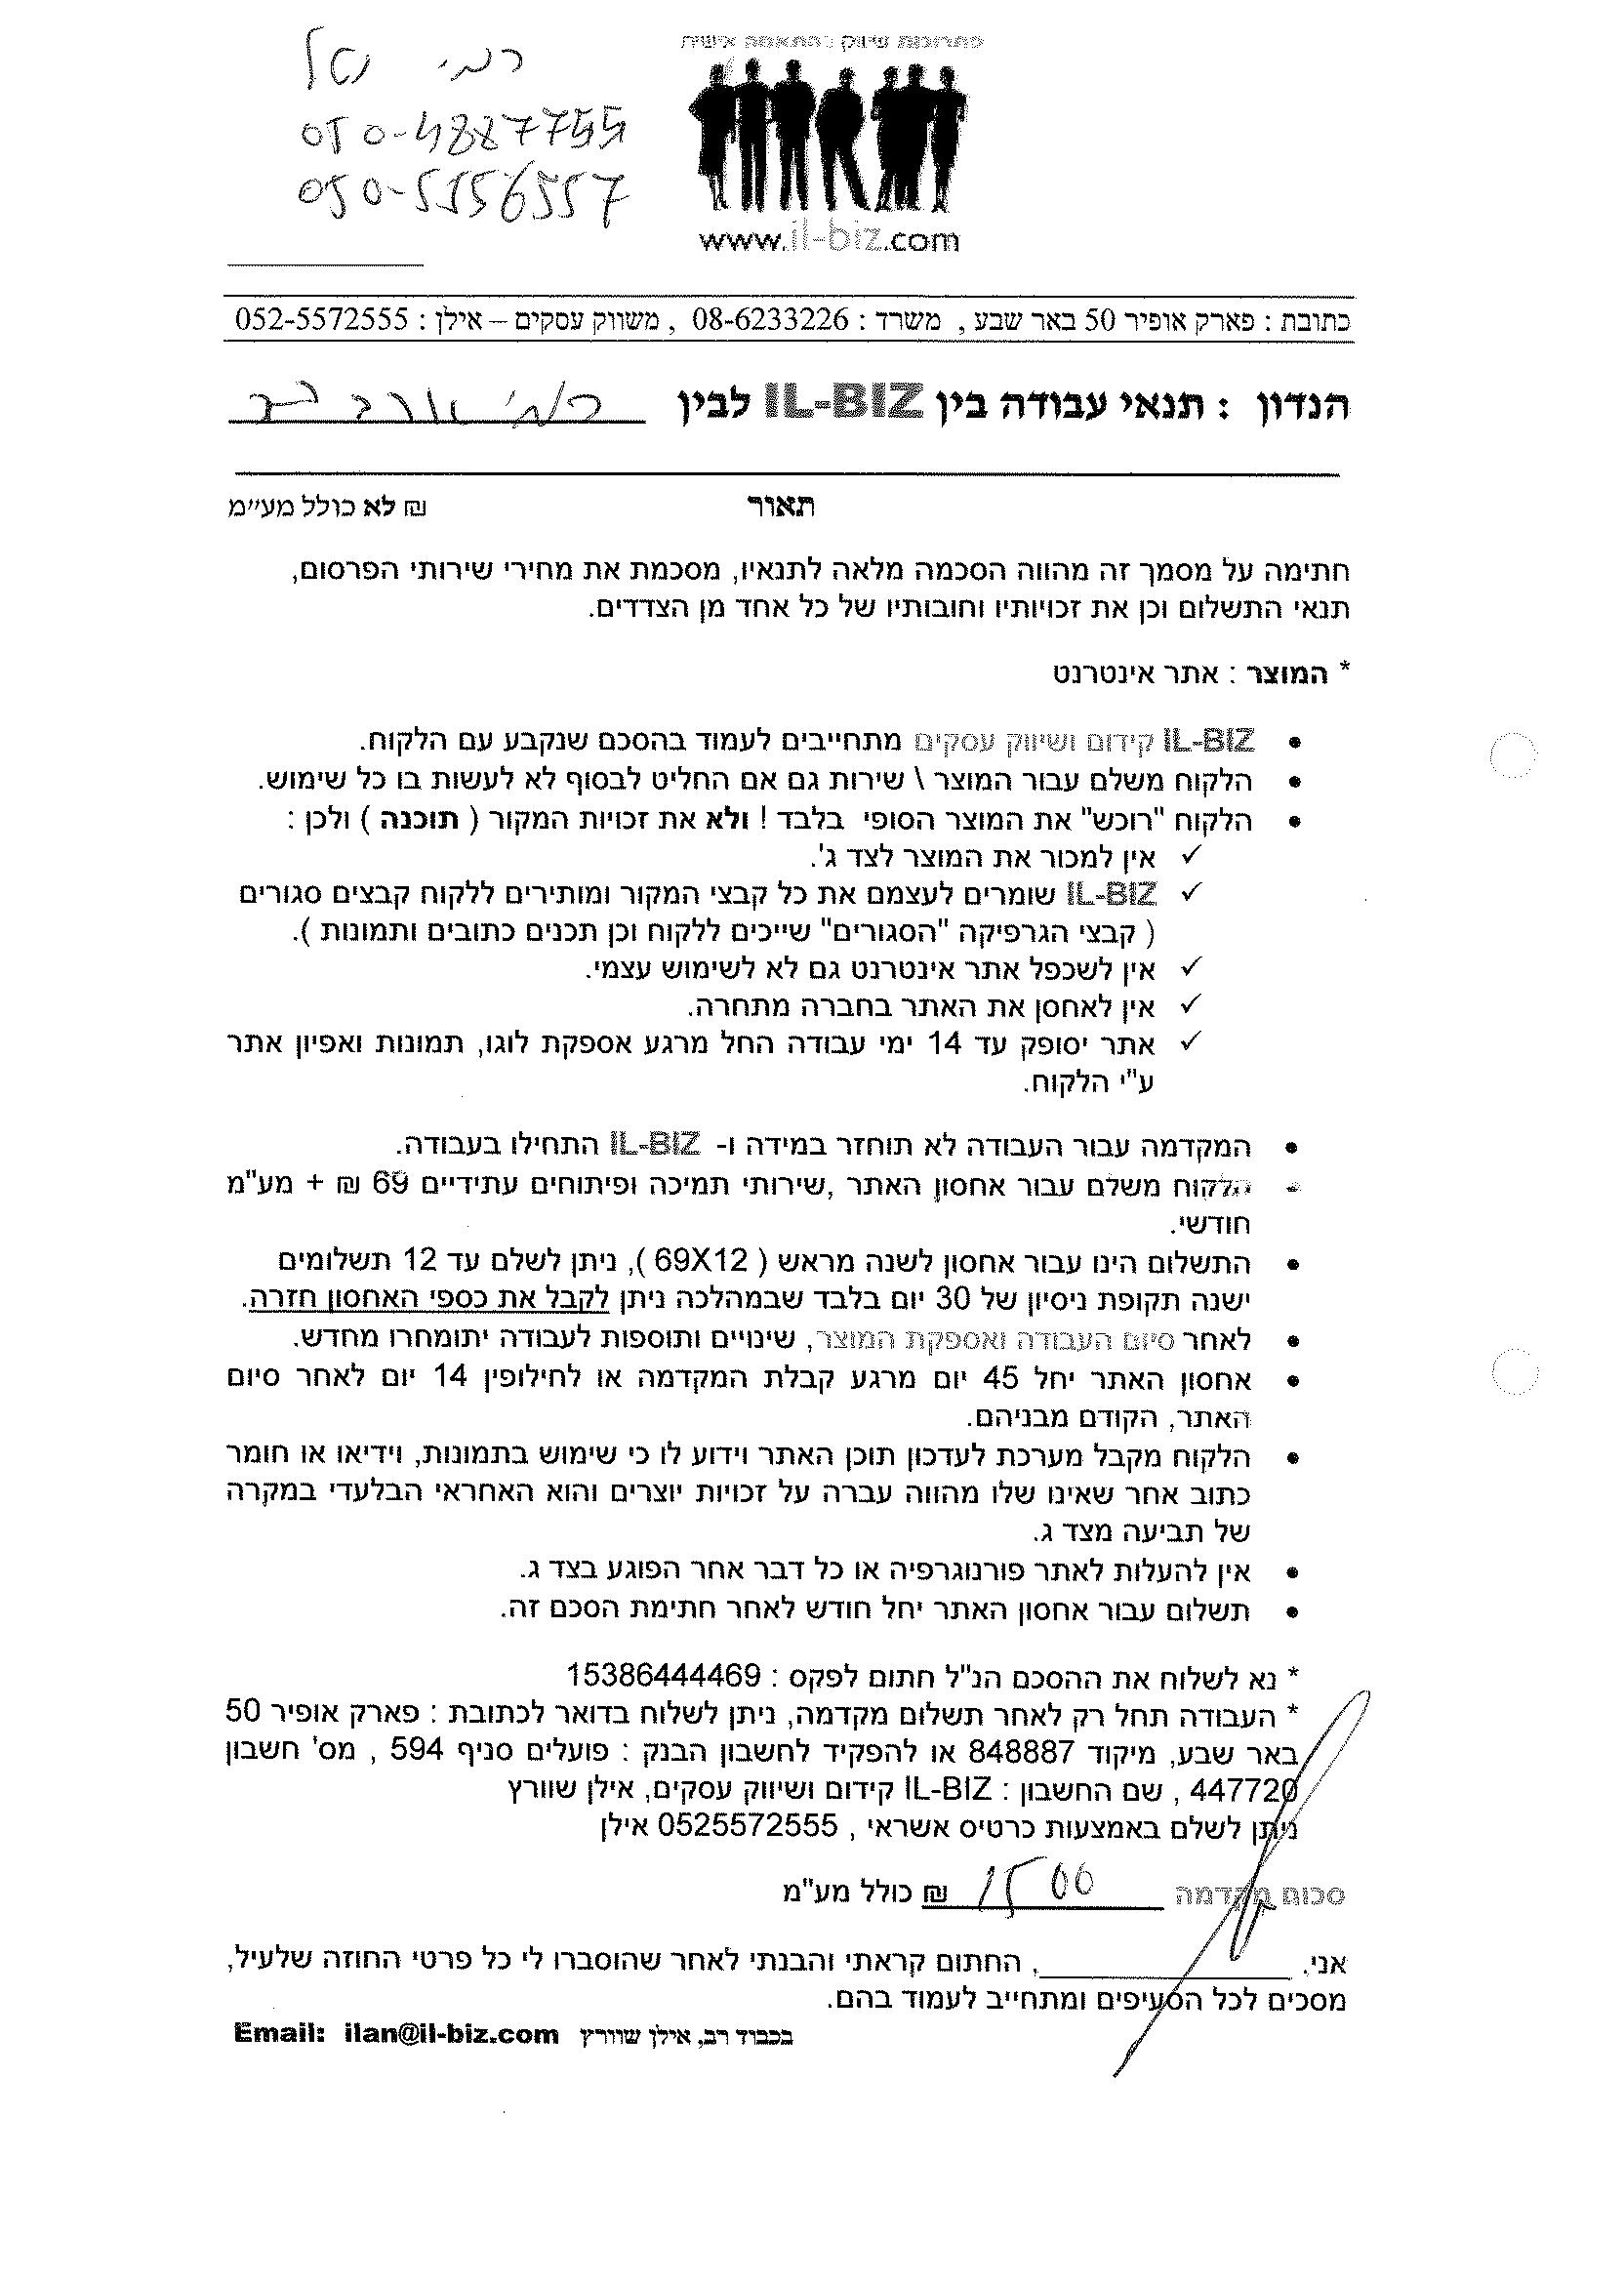 פתרונות שיווק בהתאמה אישית
רמי
050-4887755
050-5556557
www.il-biz.com
כתובת : פארק אופיר 50 באר שבע , משרד : 08-6233226 , משווק עסקים – אילן : 052-5572555
הנדון : תנאי עבודה בין IL-BIZ לבין
תאור
₪ לא כולל מע״מ
חתימה על מסמך זה מהווה הסכמה מלאה לתנאיו, מסכמת את מחירי שירותי הפרסום,
תנאי התשלום וכן את זכויותיו וחובותיו של כל אחד מן הצדדים.
* המוצר : אתר אינטרנט
• IL-BIZ קידום ושיווק עסקים מתחייבים לעמוד בהסכם שנקבע עם הלקוח.
• הלקוח משלם עבור המוצר \ שירות גם אם החליט לבסוף לא לעשות בו כל שימוש.
• הלקוח "רוכש" את המוצר הסופי בלבד ! ולא את זכויות המקור ( תוכנה ) ולכן :
✓ אין למכור את המוצר לצד ג'.
✓ IL-BIZ שומרים לעצמם את כל קבצי המקור ומותירים ללקוח קבצים סגורים
( קבצי הגרפיקה "הסגורים" שייכים ללקוח וכן תכנים כתובים ותמונות ).
✓ אין לשכפל אתר אינטרנט גם לא לשימוש עצמי.
✓ אין לאחסן את האתר בחברה מתחרה.
✓ אתר יסופק עד 14 ימי עבודה החל מרגע אספקת לוגו, תמונות ואפיון אתר
ע"י הלקוח.
• המקדמה עבור העבודה לא תוחזר במידה ו- IL-BIZ התחילו בעבודה.
• הלקוח משלם עבור אחסון האתר ,שירותי תמיכה ופיתוחים עתידיים 69 ₪ + מע"מ
חודשי.
• התשלום הינו עבור אחסון לשנה מראש ( 69X12 ), ניתן לשלם עד 12 תשלומים
ישנה תקופת ניסיון של 30 יום בלבד שבמהלכה ניתן לקבל את כספי האחסון חזרה.
• לאחר סיום העבודה ואספקת המוצר, שינויים ותוספות לעבודה יתומחרו מחדש.
• אחסון האתר יחל 45 יום מרגע קבלת המקדמה או לחילופין 14 יום לאחר סיום
האתר, הקודם מבניהם.
• הלקוח מקבל מערכת לעדכון תוכן האתר וידוע לו כי שימוש בתמונות, וידיאו או חומר
כתוב אחר שאינו שלו מהווה עברה על זכויות יוצרים והוא האחראי הבלעדי במקרה
של תביעה מצד ג.
• אין להעלות לאתר פורנוגרפיה או כל דבר אחר הפוגע בצד ג.
• תשלום עבור אחסון האתר יחל חודש לאחר חתימת הסכם זה.
* נא לשלוח את ההסכם הנ"ל חתום לפקס : 15386444469
* העבודה תחל רק לאחר תשלום מקדמה, ניתן לשלוח בדואר לכתובת : פארק אופיר 50
באר שבע, מיקוד 848887 או להפקיד לחשבון הבנק : פועלים סניף 594 , מס' חשבון
447720 , שם החשבון : IL-BIZ קידום ושיווק עסקים, אילן שוורץ
ניתן לשלם באמצעות כרטיס אשראי , 0525572555 אילן
סכום מקדמה 1500 ₪ כולל מע"מ
אני. ____________, החתום קראתי והבנתי לאחר שהוסברו לי כל פרטי החוזה שלעיל,
מסכים לכל הסעיפים ומתחייב לעמוד בהם.
בכבוד רב, אילן שוורץ Email: ilan@il-biz.com